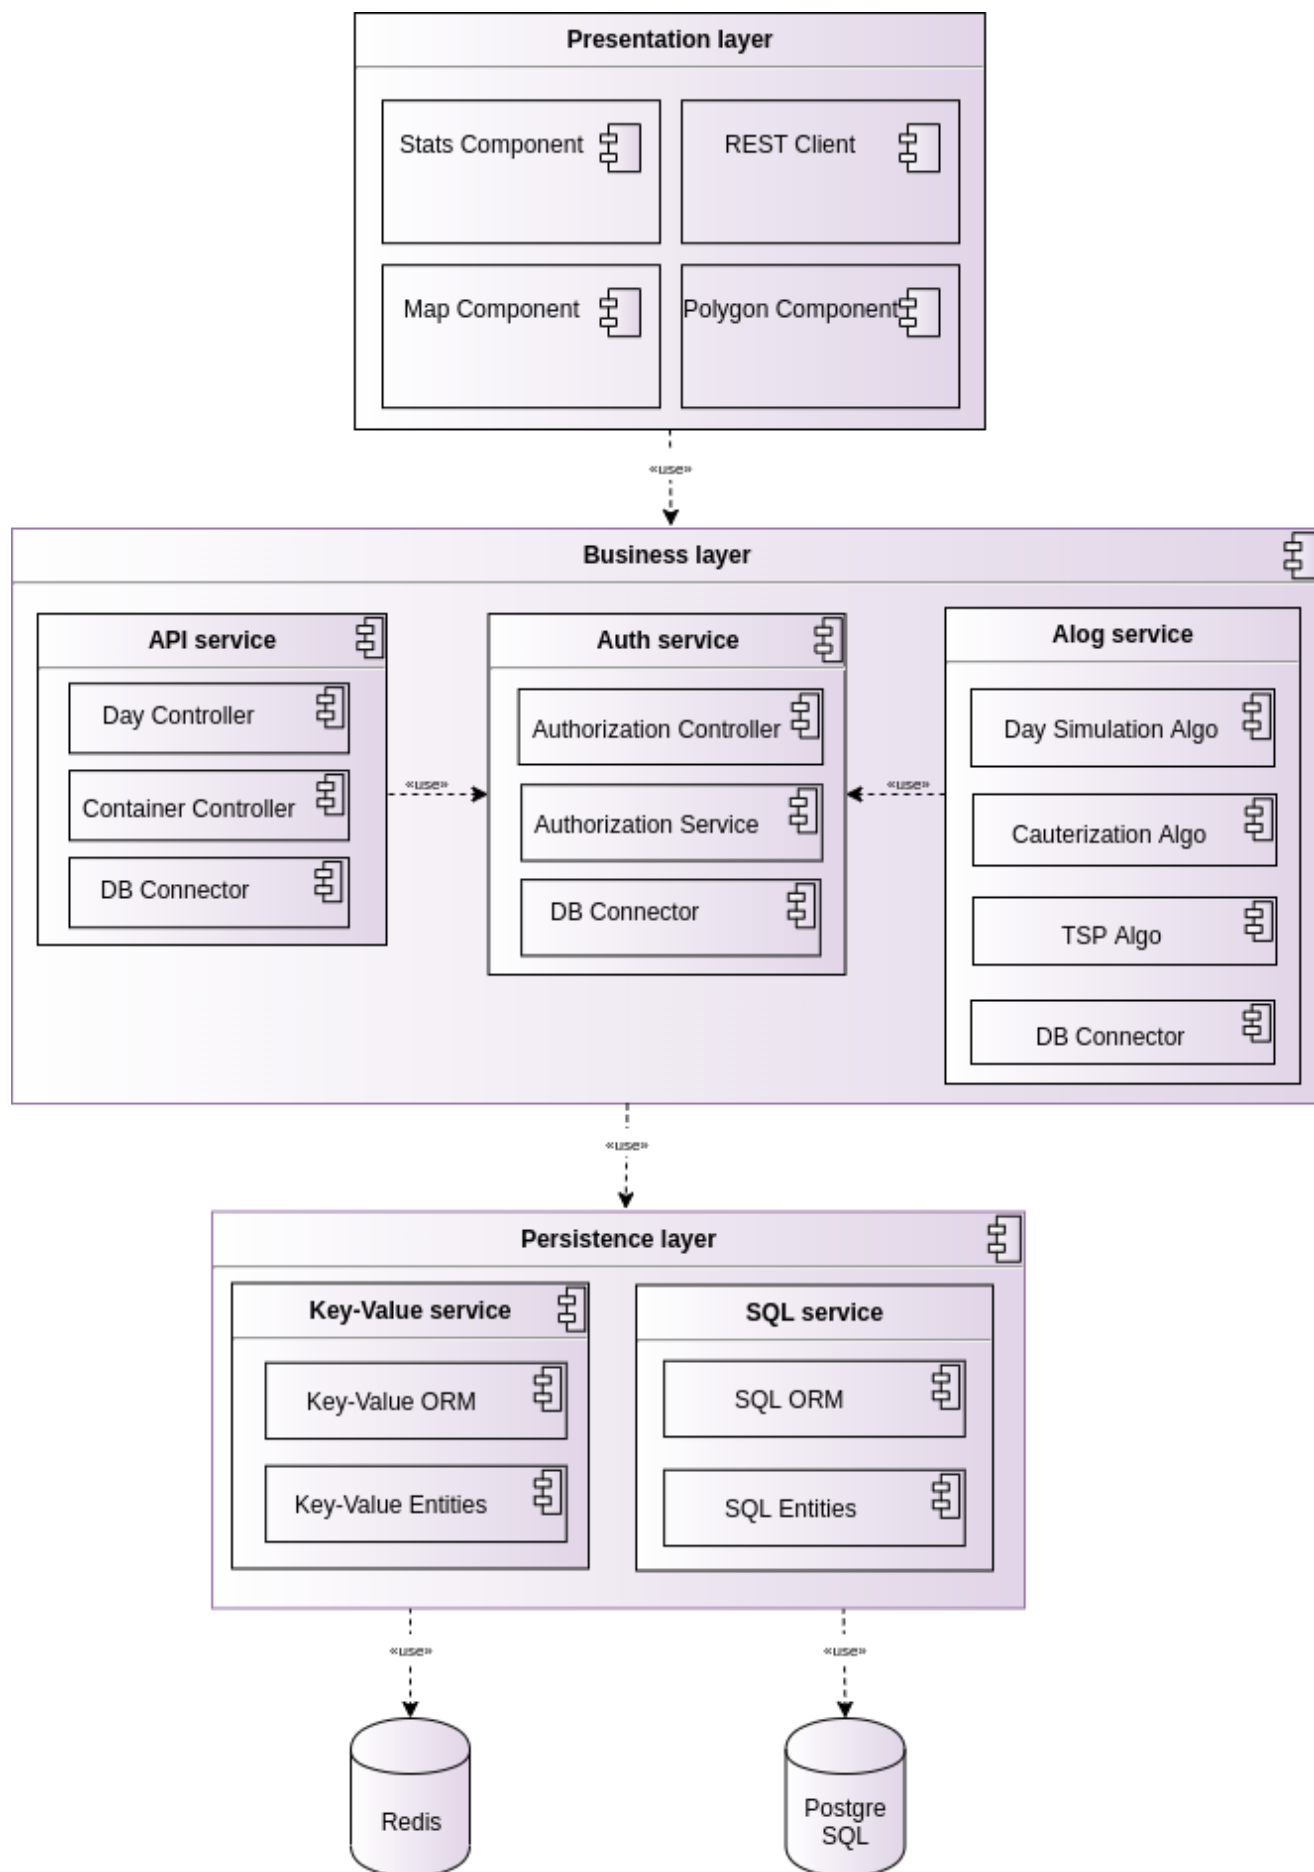 Presentation layer
Stats Component
REST Client
Map Component
Polygon Component
«use»
Business layer
API service
Day Controller
Container Controller
DB Connector
«use»
Auth service
Authorization Controller
Authorization Service
DB Connector
«use»
Alog service
Day Simulation Algo
Cauterization Algo
TSP Algo
DB Connector
«use»
Persistence layer
Key-Value service
Key-Value ORM
Key-Value Entities
SQL service
SQL ORM
SQL Entities
«use»
«use»
Redis
Postgre
SQL